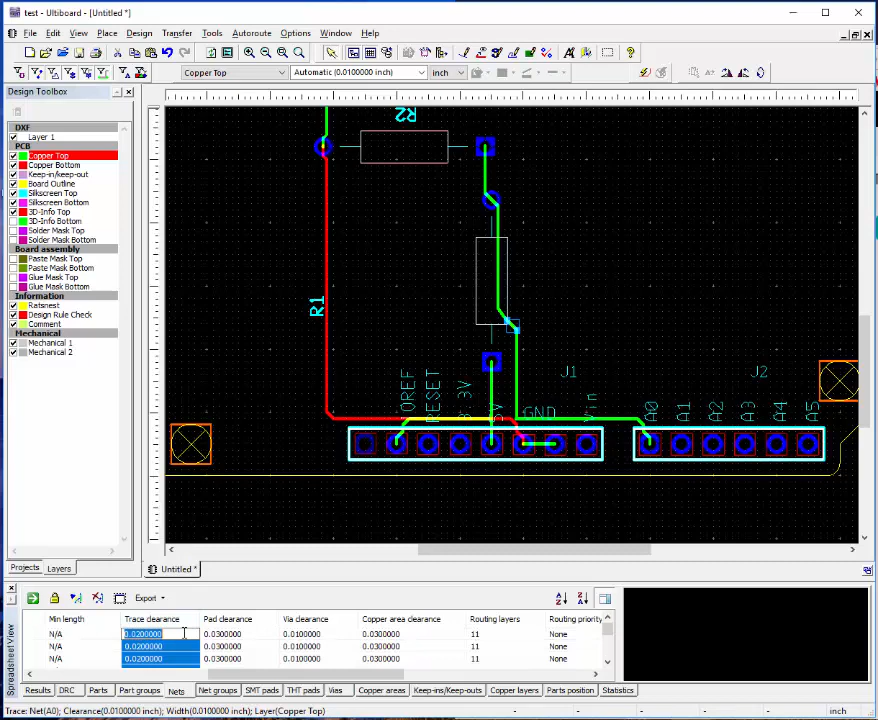 test - Ultiboard - [Untitled *]
File Edit View Place Design Transfer Tools Autoroute Options Window Help
Copper Top Automatic (0.0100000 inch) inch
Design Toolbox
DXF
Layer 1
PCB
Copper Top
Copper Bottom
Keep-in/keep-out
Board Outline
Silkscreen Top
Silkscreen Bottom
3D-Info Top
3D-Info Bottom
Solder Mask Top
Solder Mask Bottom
Board assembly
Paste Mask Top
Paste Mask Bottom
Glue Mask Top
Glue Mask Bottom
Information
Ratsnest
Design Rule Check
Comment
Mechanical
Mechanical 1
Mechanical 2
Projects Layers
R2
R1
J1
J2
IOREF
RESET
3.3V
5V
GND
Vin
A0
A1
A2
A3
A4
A5
Untitled *
Spreadsheet View
Export
Min length Trace clearance Pad clearance Via clearance Copper area clearance Routing layers Routing priority
N/A 0.0200000 0.0300000 0.0100000 0.0300000 11 None
N/A 0.0200000 0.0300000 0.0100000 0.0300000 11 None
N/A 0.0200000 0.0300000 0.0100000 0.0300000 11 None
Results DRC Parts Part groups Nets Net groups SMT pads THT pads Vias Copper areas Keep-ins/Keep-outs Copper layers Parts position Statistics
Trace: Net(A0); Clearance(0.0100000 inch); Width(0.0100000 inch); Layer(Copper Top) - - - - inch